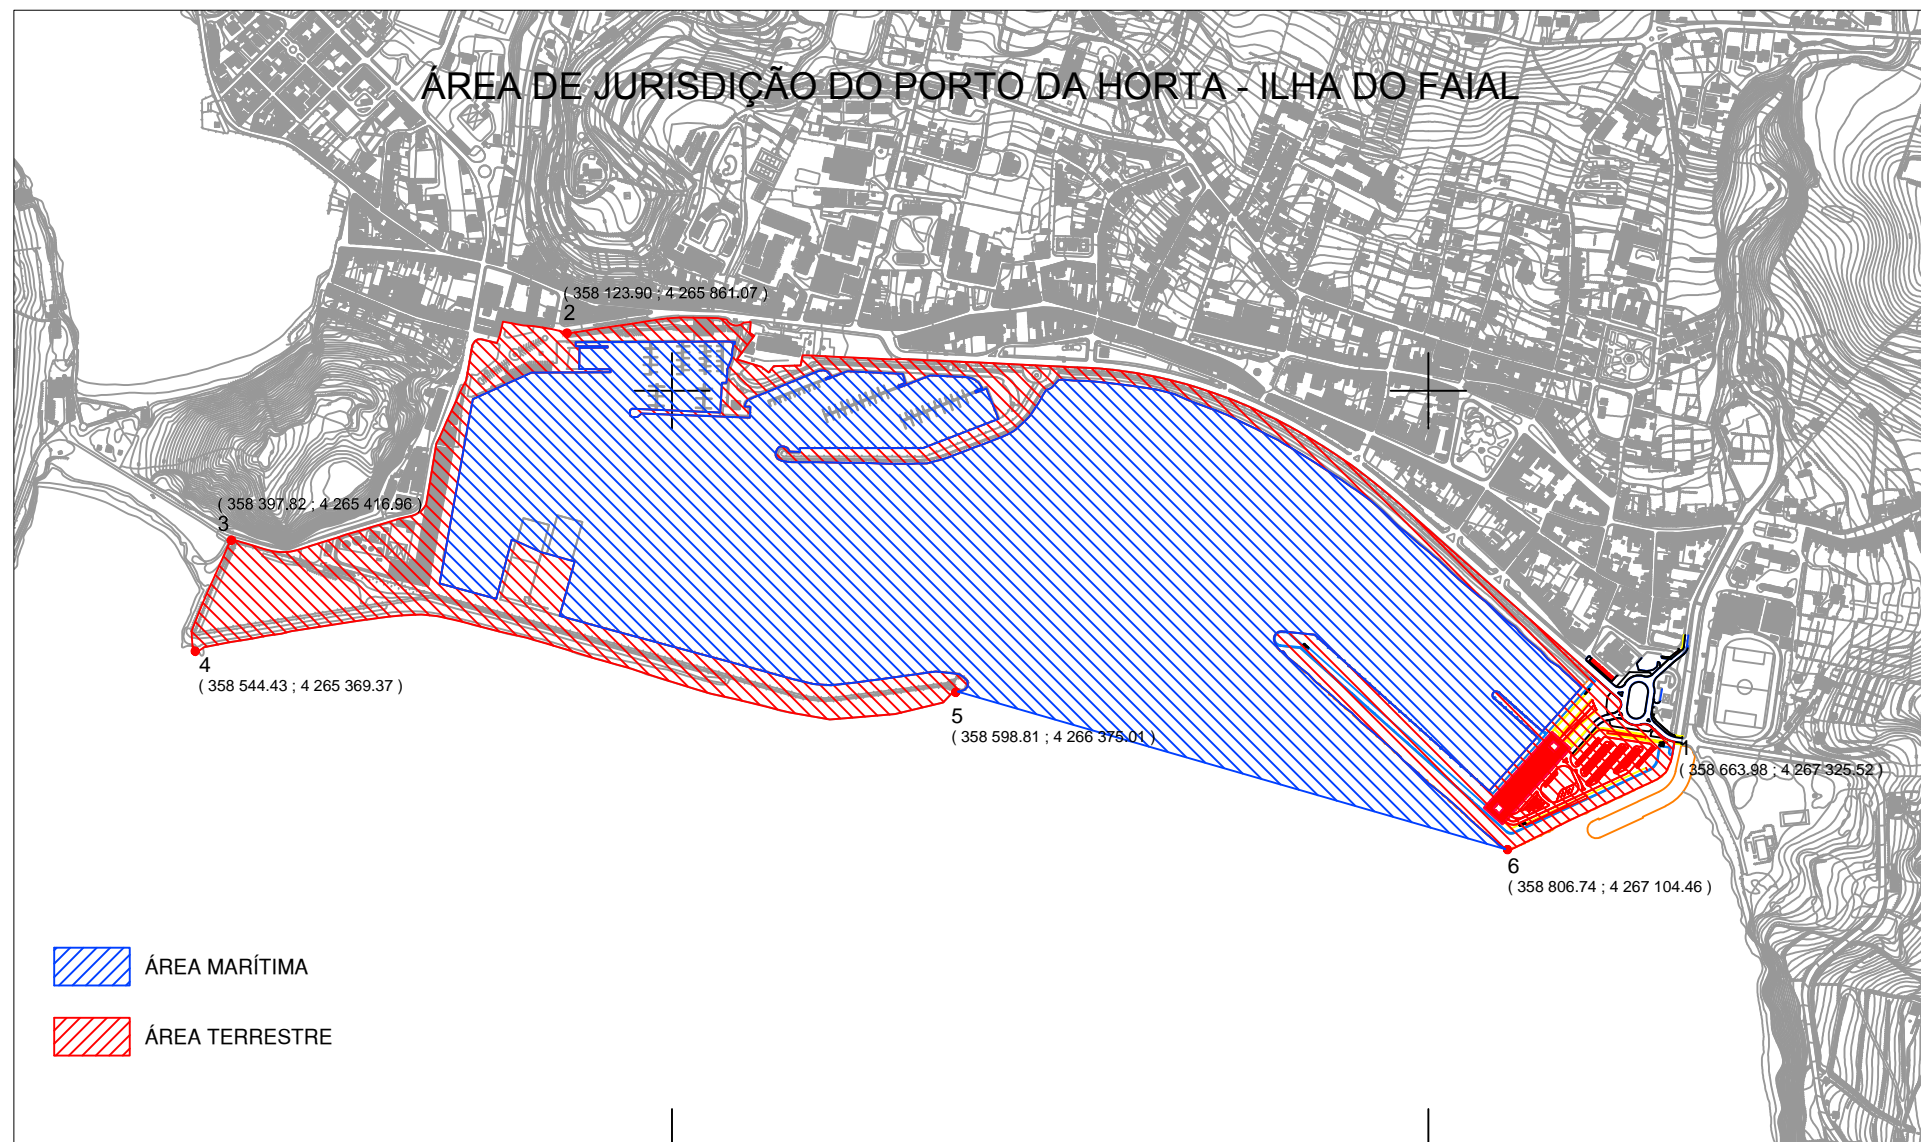 ÁREA DE JURISDIÇÃO DO PORTO DA HORTA - ILHA DO FAIAL
( 358 123.90 ; 4 265 861.07 )
2
( 358 397.82 ; 4 265 416.96 )
3
4
( 358 544.43 ; 4 265 369.37 )
5
( 358 598.81 ; 4 266 375.01 )
1
( 358 663.98 ; 4 267 325.52 )
6
( 358 806.74 ; 4 267 104.46 )
ÁREA MARÍTIMA
ÁREA TERRESTRE